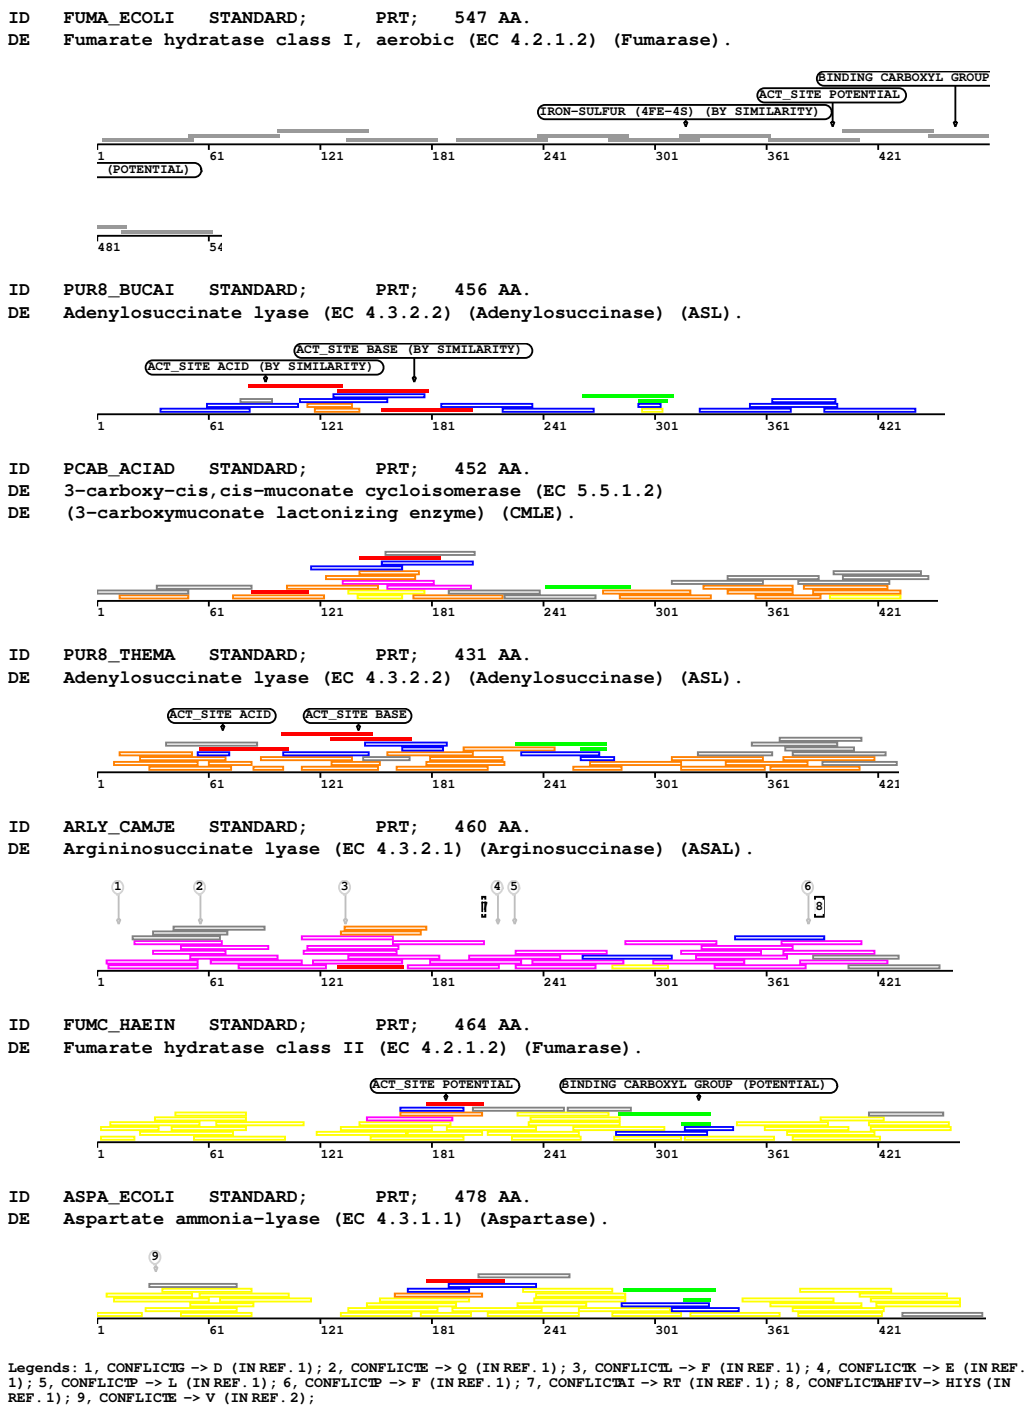 ID FUMA_ECOLI STANDARD; PRT; 547 AA.
DE Fumarate hydratase class I, aerobic (EC 4.2.1.2) (Fumarase).
BINDING CARBOXYL GROUP
ACT_SITE POTENTIAL
IRON-SULFUR (4FE-4S) (BY SIMILARITY)
1 61 121 181 241 301 361 421
(POTENTIAL)
481 54
ID PUR8_BUCAI STANDARD; PRT; 456 AA.
DE Adenylosuccinate lyase (EC 4.3.2.2) (Adenylosuccinase) (ASL).
ACT_SITE BASE (BY SIMILARITY)
ACT_SITE ACID (BY SIMILARITY)
1 61 121 181 241 301 361 421
ID PCAB_ACIAD STANDARD; PRT; 452 AA.
DE 3-carboxy-cis,cis-muconate cycloisomerase (EC 5.5.1.2)
DE (3-carboxymuconate lactonizing enzyme) (CMLE).
1 61 121 181 241 301 361 421
ID PUR8_THEMA STANDARD; PRT; 431 AA.
DE Adenylosuccinate lyase (EC 4.3.2.2) (Adenylosuccinase) (ASL).
ACT_SITE ACID ACT_SITE BASE
1 61 121 181 241 301 361 421
ID ARLY_CAMJE STANDARD; PRT; 460 AA.
DE Argininosuccinate lyase (EC 4.3.2.1) (Arginosuccinase) (ASAL).
1 2 3 4 5 6
7 8
1 61 121 181 241 301 361 421
ID FUMC_HAEIN STANDARD; PRT; 464 AA.
DE Fumarate hydratase class II (EC 4.2.1.2) (Fumarase).
ACT_SITE POTENTIAL BINDING CARBOXYL GROUP (POTENTIAL)
1 61 121 181 241 301 361 421
ID ASPA_ECOLI STANDARD; PRT; 478 AA.
DE Aspartate ammonia-lyase (EC 4.3.1.1) (Aspartase).
9
1 61 121 181 241 301 361 421
Legends: 1, CONFLICTG -> D (IN REF. 1); 2, CONFLICTE -> Q (IN REF. 1); 3, CONFLICTL -> F (IN REF. 1); 4, CONFLICTK -> E (IN REF.
1); 5, CONFLICTP -> L (IN REF. 1); 6, CONFLICTP -> F (IN REF. 1); 7, CONFLICTAI -> RT (IN REF. 1); 8, CONFLICTAHFIV-> HIYS (IN
REF. 1); 9, CONFLICTE -> V (IN REF. 2);